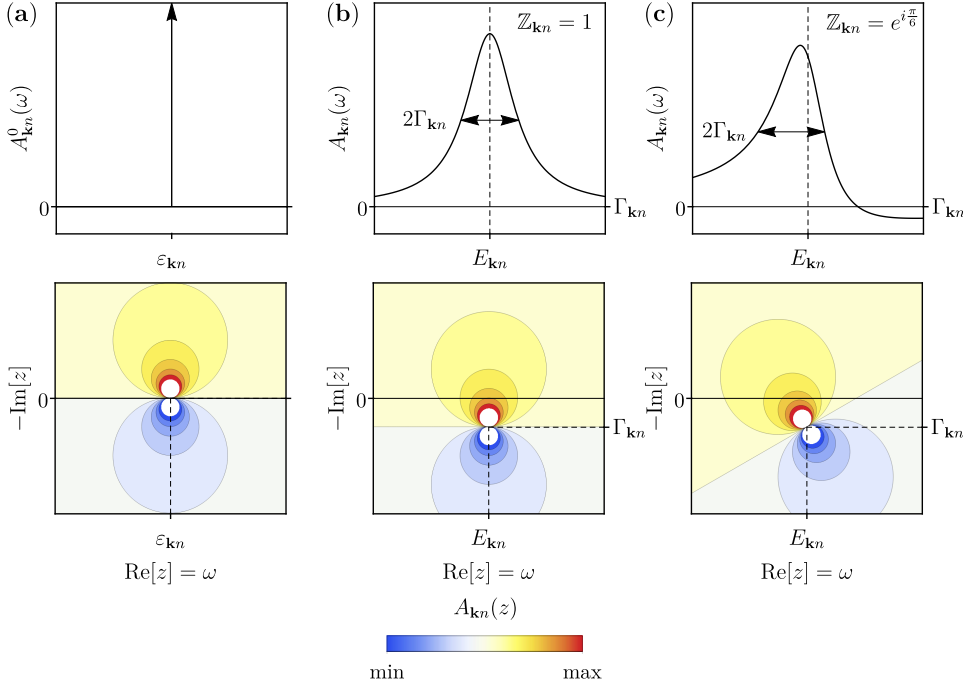 (a)
(b)
(c)
ℤ_𝐤n = 1
ℤ_𝐤n = e^{iπ/6}
A⁰_𝐤n(ω)
A_𝐤n(ω)
A_𝐤n(ω)
2Γ_𝐤n
2Γ_𝐤n
0
0
0
Γ_𝐤n
Γ_𝐤n
ε_𝐤n
E_𝐤n
E_𝐤n
−Im[z]
−Im[z]
−Im[z]
0
0
0
Γ_𝐤n
Γ_𝐤n
ε_𝐤n
E_𝐤n
E_𝐤n
Re[z] = ω
Re[z] = ω
Re[z] = ω
A_𝐤n(z)
min
max